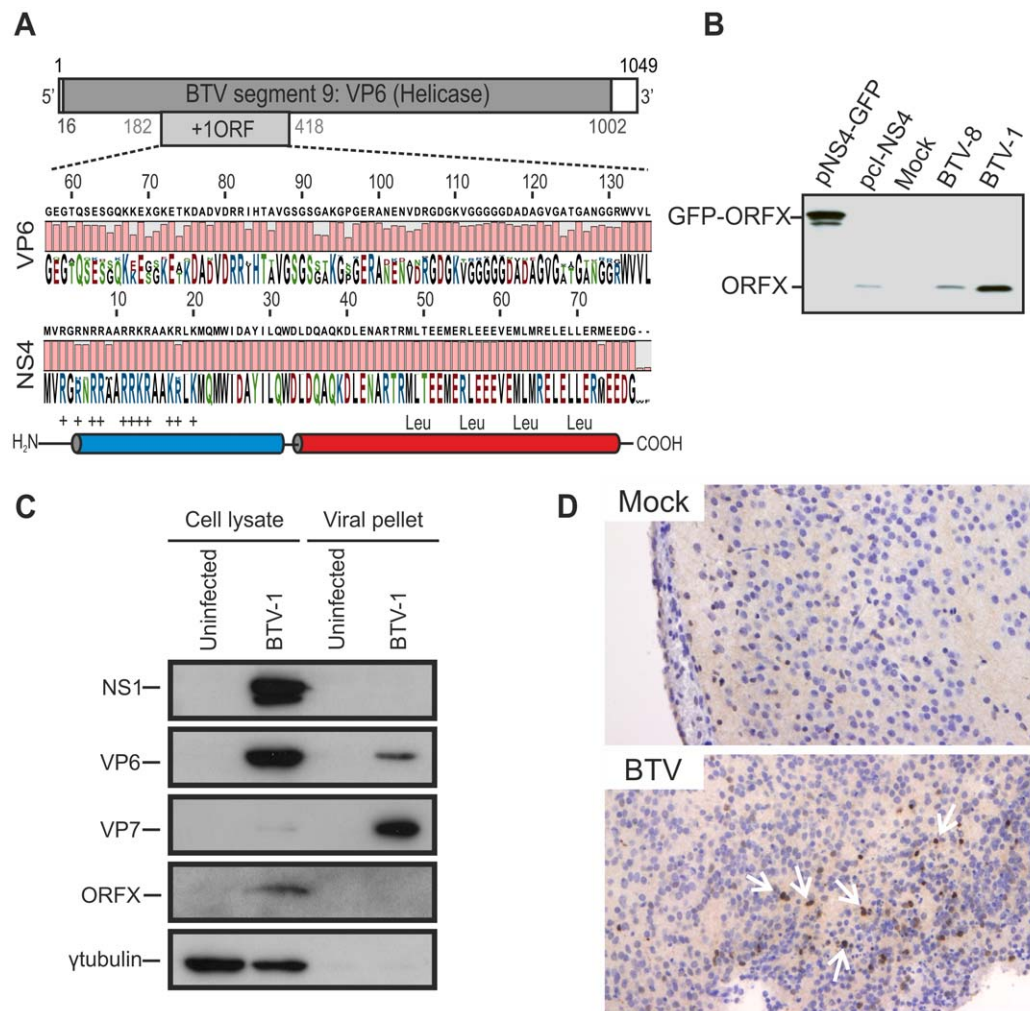 A
1 1049
5’ BTV segment 9: VP6 (Helicase) 3’
16 182 +1ORF 418 1002
60 70 80 90 100 110 120 130
GEGTQSESGQKKEXGKETKDADVDRRIHTAVGSGSGAKGPGERANENVDRGDGKVGGGGGDADAGVGATGANGGRWVVL
VP6
10 20 30 40 50 60 70
MVRGRNRRAARRKRAAKRLKMQMWIDAYILQWDLDQAQKDLENARTRMLTEEMERLEEEVEMLMRELELLERMEEDG--
NS4
+ + ++ ++++ ++ +
Leu Leu Leu Leu
H2N COOH
B
pNS4-GFP
pcI-NS4
Mock
BTV-8
BTV-1
GFP-ORFX
ORFX
C
Cell lysate Viral pellet
Uninfected
BTV-1
Uninfected
BTV-1
NS1
VP6
VP7
ORFX
γtubulin
D
Mock
BTV